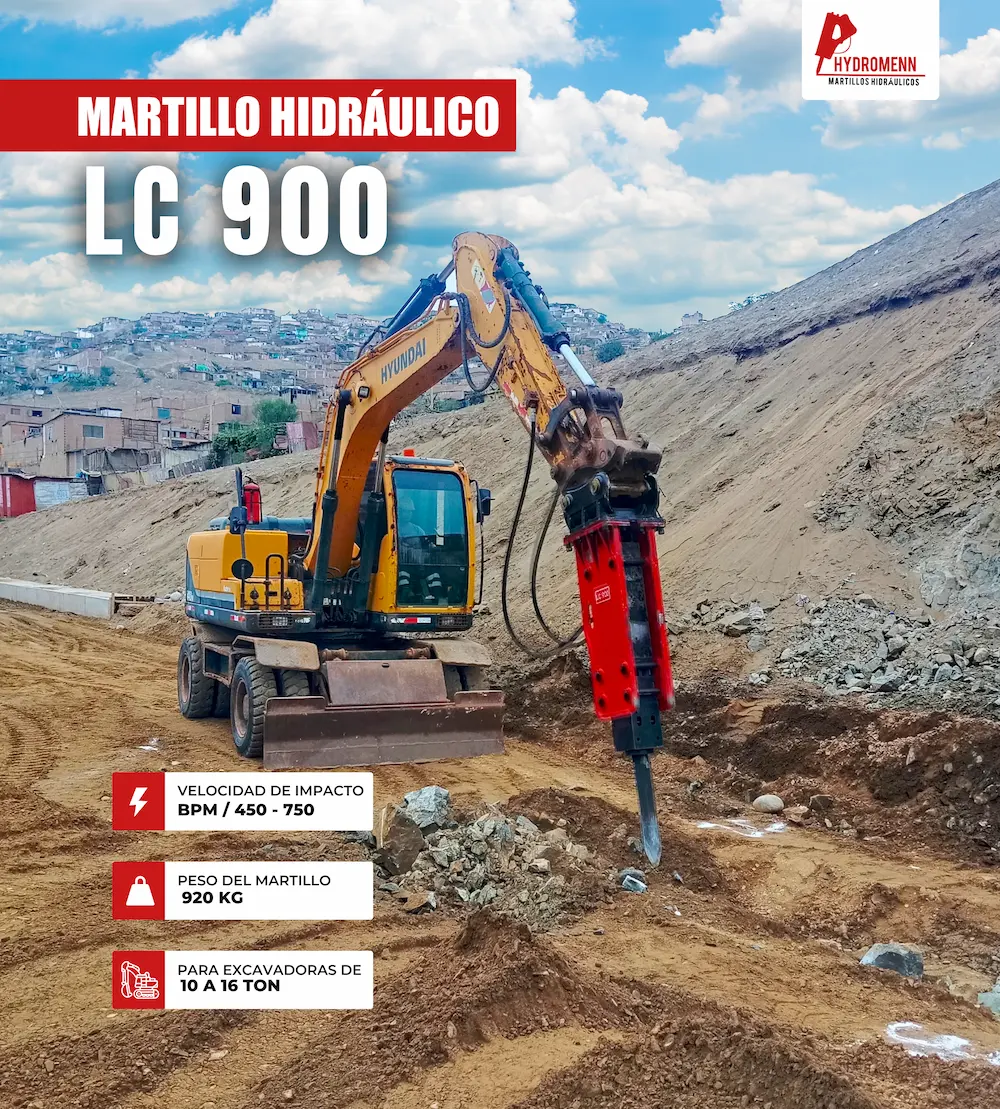 HYDROMENN
MARTILLOS HIDRÁULICOS
MARTILLO HIDRÁULICO
LC 900
HYUNDAI
LC 900
VELOCIDAD DE IMPACTO
BPM / 450 - 750
PESO DEL MARTILLO
920 KG
PARA EXCAVADORAS DE
10 A 16 TON